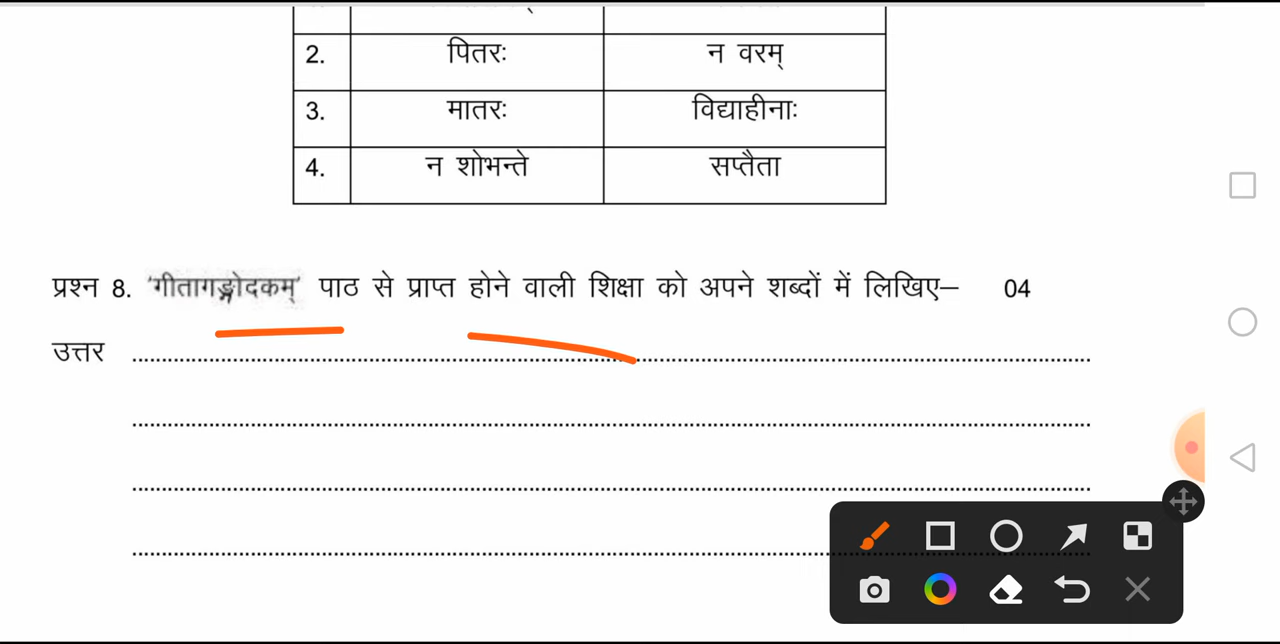 2. पितरः न वरम्
3. मातरः विद्याहीनाः
4. न शोभन्ते सप्तैता
प्रश्न 8. 'गीतागङ्गोदकम्' पाठ से प्राप्त होने वाली शिक्षा को अपने शब्दों में लिखिए– 04
उत्तर